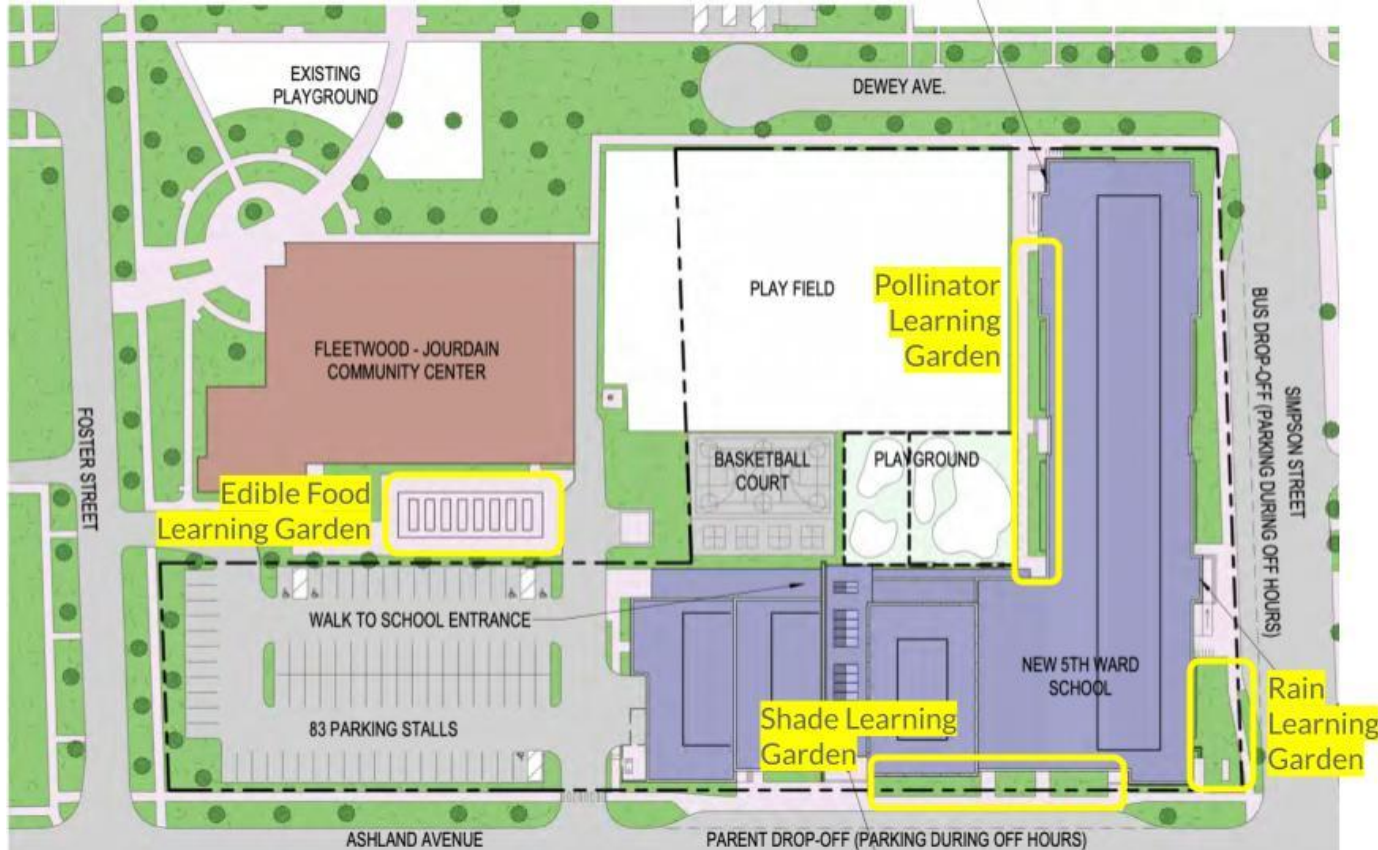 EXISTING
PLAYGROUND
DEWEY AVE.
PLAY FIELD
Pollinator
Learning
Garden
FLEETWOOD - JOURDAIN
COMMUNITY CENTER
BUS DROP-OFF (PARKING DURING OFF HOURS)
SIMPSON STREET
FOSTER STREET
BASKETBALL
COURT
PLAYGROUND
Edible Food
Learning Garden
WALK TO SCHOOL ENTRANCE
NEW 5TH WARD
SCHOOL
83 PARKING STALLS
Shade Learning
Garden
Rain
Learning
Garden
ASHLAND AVENUE
PARENT DROP-OFF (PARKING DURING OFF HOURS)